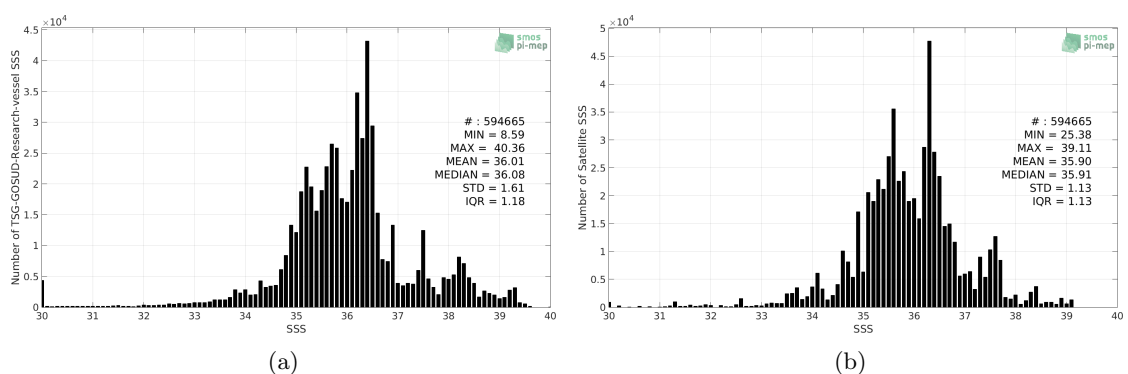 ×10⁴
4.5
4
3.5
3
2.5
2
1.5
1
0.5
0
Number of TSG-GOSUD-Research-vessel SSS
smos
pi-mep
# : 594665
MIN = 8.59
MAX = 40.36
MEAN = 36.01
MEDIAN = 36.08
STD = 1.61
IQR = 1.18
30 31 32 33 34 35 36 37 38 39 40
SSS
(a)
×10⁴
5
4.5
4
3.5
3
2.5
2
1.5
1
0.5
0
Number of Satellite SSS
smos
pi-mep
# : 594665
MIN = 25.38
MAX = 39.11
MEAN = 35.90
MEDIAN = 35.91
STD = 1.13
IQR = 1.13
30 31 32 33 34 35 36 37 38 39 40
SSS
(b)